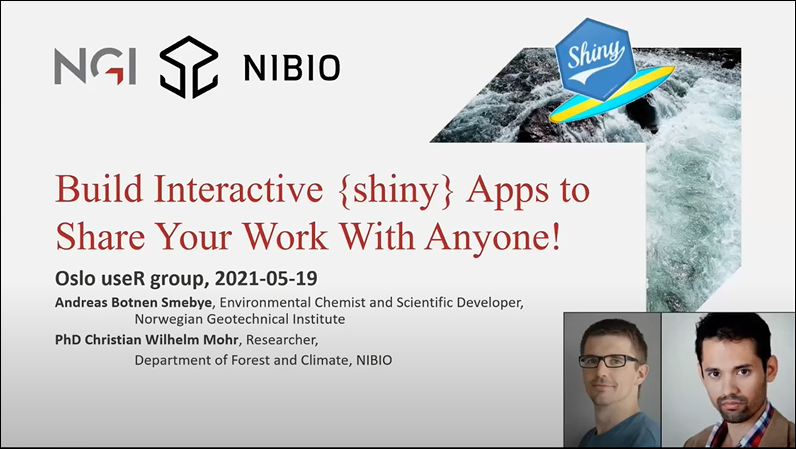 NGI NIBIO
Shiny
Build Interactive {shiny} Apps to
Share Your Work With Anyone!
Oslo useR group, 2021-05-19
Andreas Botnen Smebye, Environmental Chemist and Scientific Developer,
Norwegian Geotechnical Institute
PhD Christian Wilhelm Mohr, Researcher,
Department of Forest and Climate, NIBIO